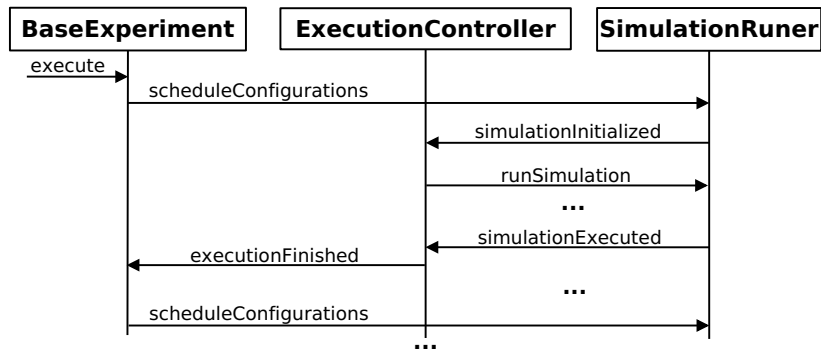 BaseExperiment ExecutionController SimulationRuner
execute
scheduleConfigurations
simulationInitialized
runSimulation
...
simulationExecuted
executionFinished
...
scheduleConfigurations
...